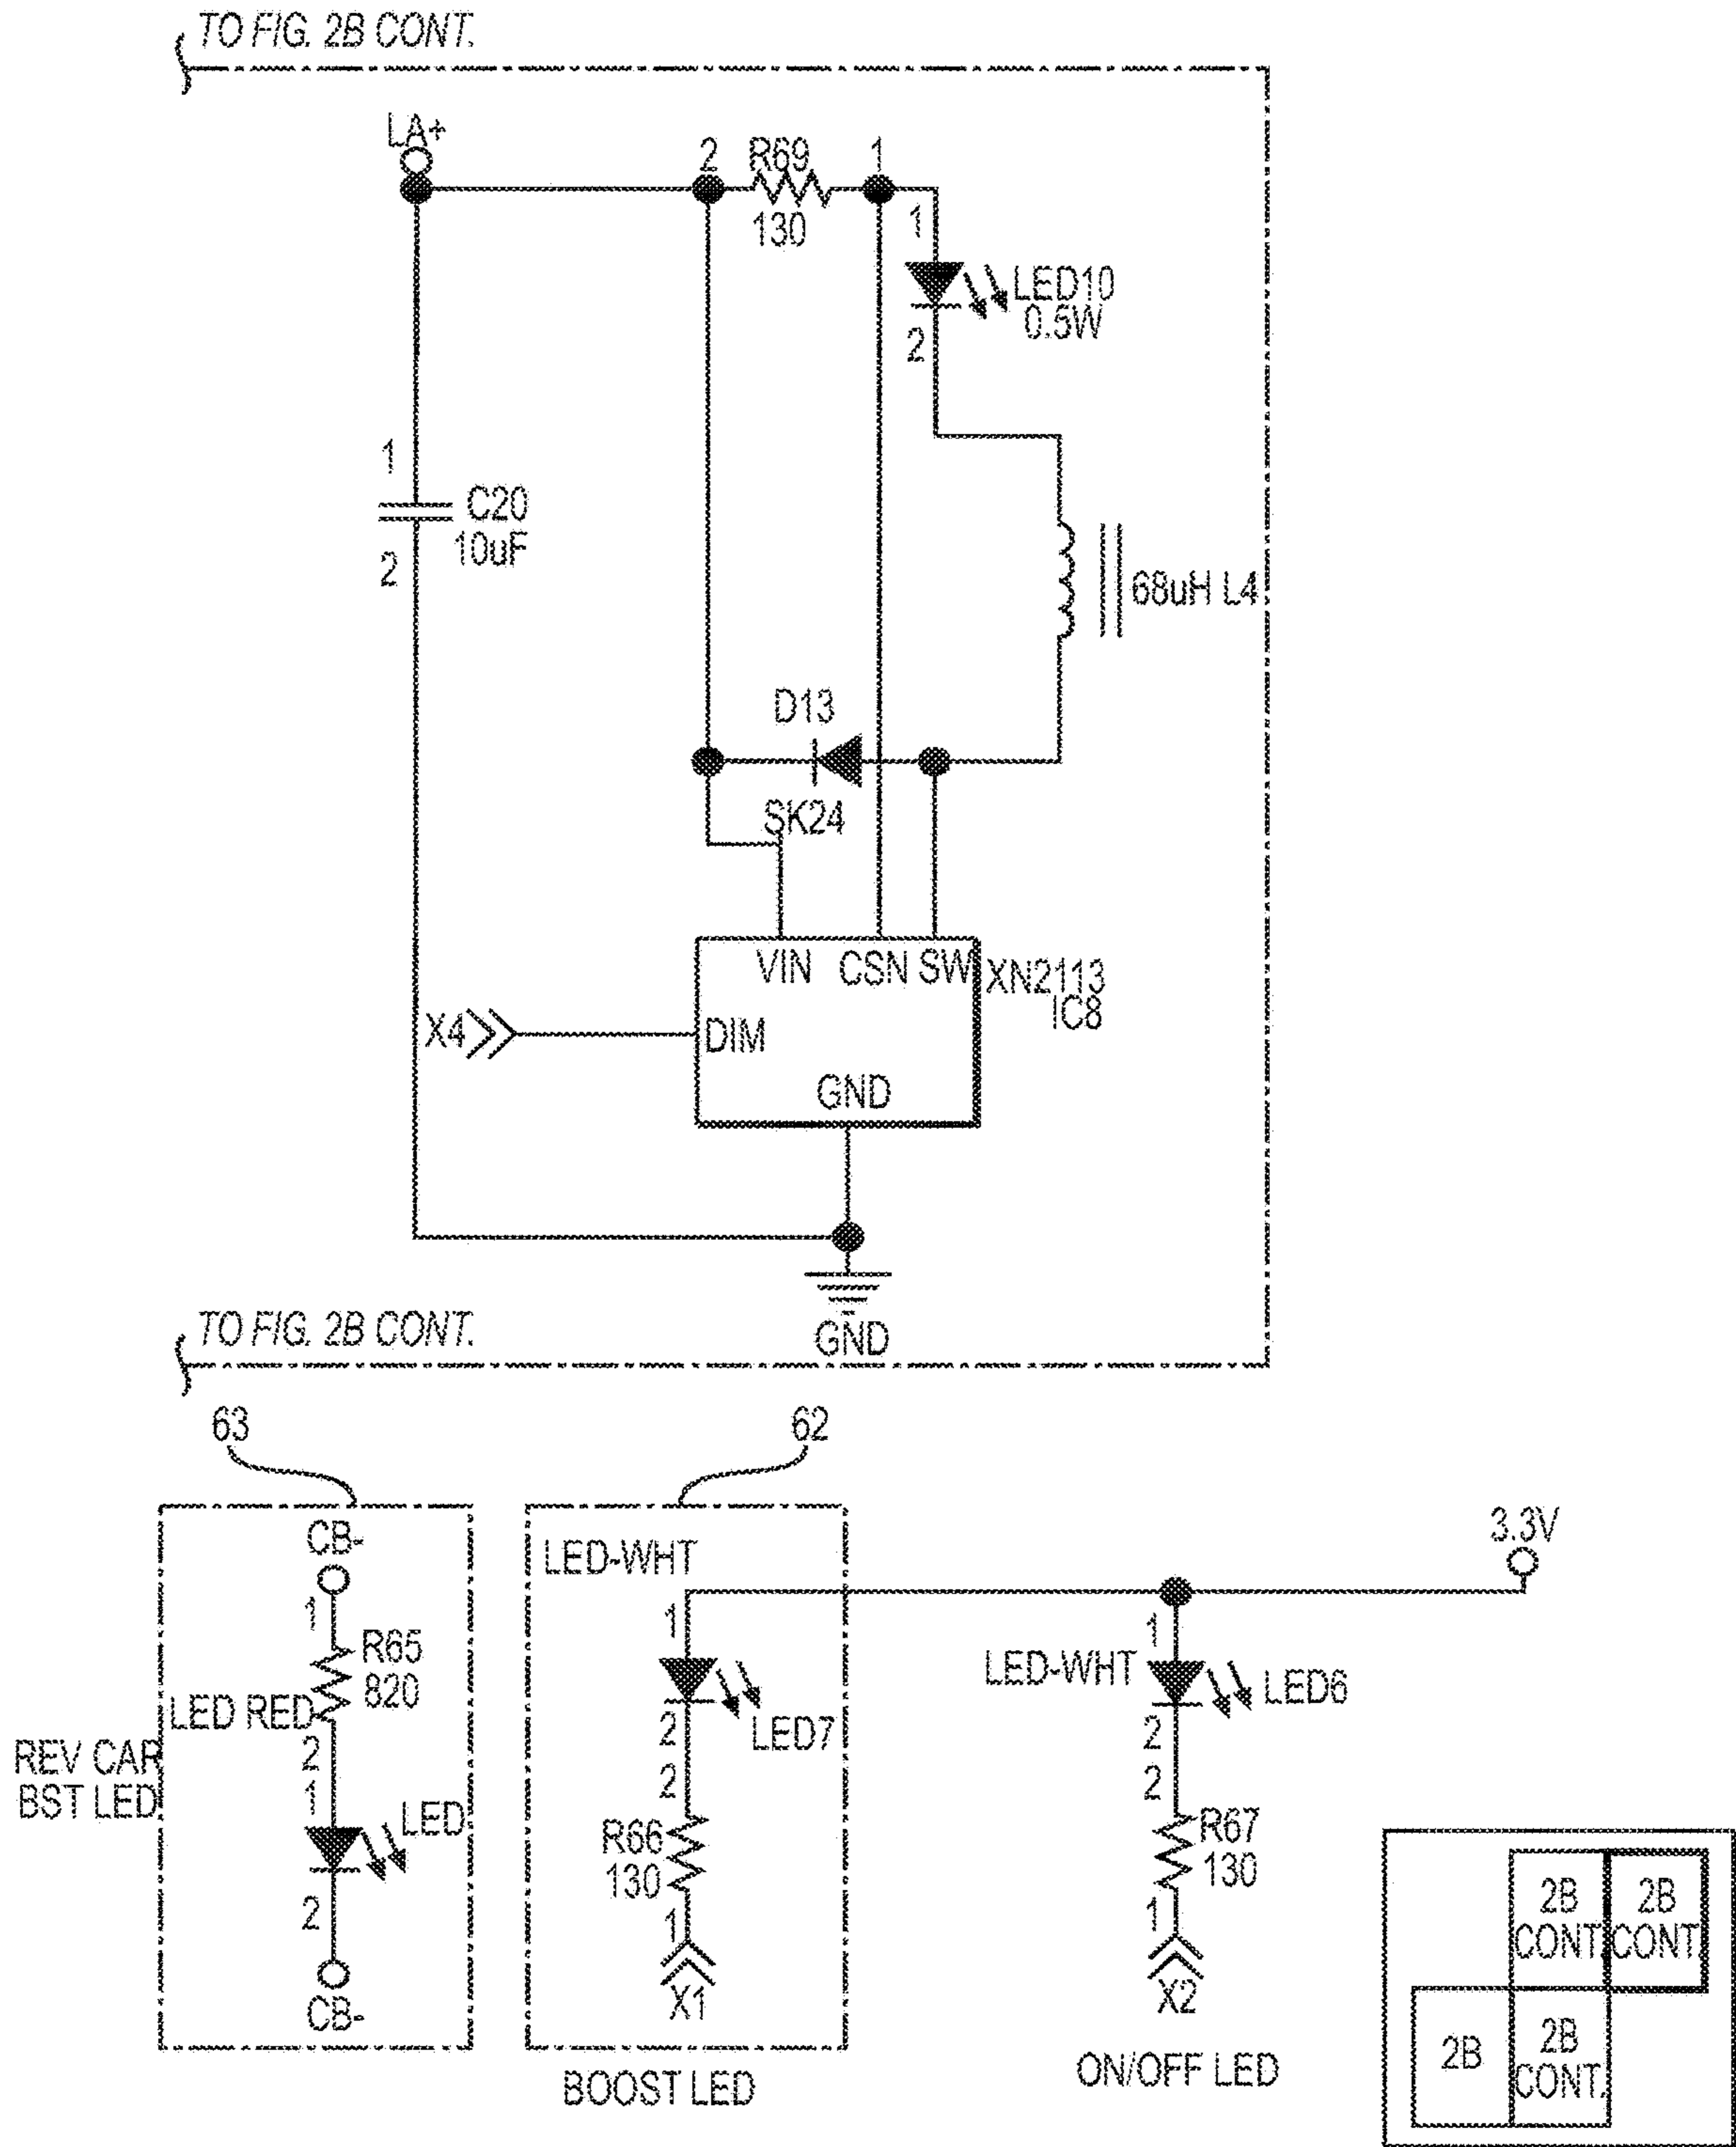 TO FIG. 2B CONT.
LA+
2 R69 1
130
1
LED10
0.5W
2
1
C20
10uF
2
68uH L4
D13
SK24
VIN CSN SW
XN2113
IC8
X4
DIM
GND
GND
TO FIG. 2B CONT.
63
62
CB-
1
R65
820
LED RED
2
REV CAR
BST LED
1
LED
2
CB-
LED-WHT
1
LED7
2
2
R66
130
1
X1
BOOST LED
3.3V
1
LED-WHT
LED6
2
2
R67
130
1
X2
ON/OFF LED
2B
CONT.
2B
CONT.
2B
2B
CONT.